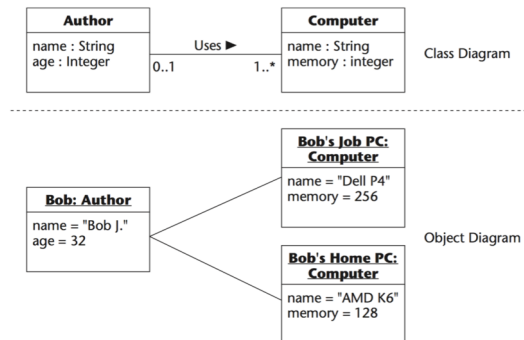 Author
name : String
age : Integer
Uses ►
0..1
1..*
Computer
name : String
memory : integer
Class Diagram
Bob: Author
name = "Bob J."
age = 32
Bob's Job PC:
Computer
name = "Dell P4"
memory = 256
Bob's Home PC:
Computer
name = "AMD K6"
memory = 128
Object Diagram